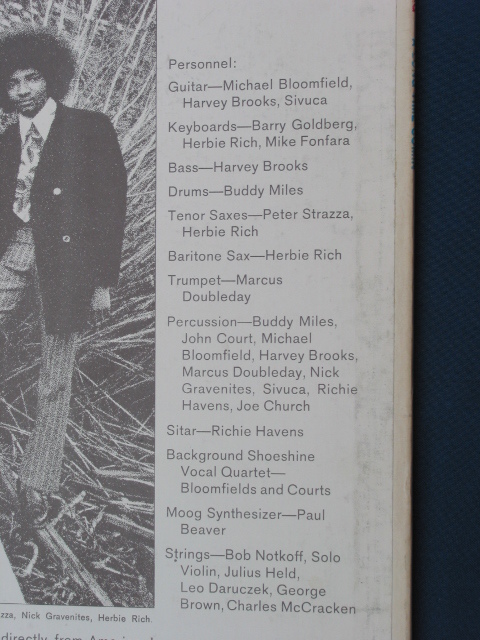 Personnel:
Guitar—Michael Bloomfield,
Harvey Brooks, Sivuca
Keyboards—Barry Goldberg,
Herbie Rich, Mike Fonfara
Bass—Harvey Brooks
Drums—Buddy Miles
Tenor Saxes—Peter Strazza,
Herbie Rich
Baritone Sax—Herbie Rich
Trumpet—Marcus
Doubleday
Percussion—Buddy Miles,
John Court, Michael
Bloomfield, Harvey Brooks,
Marcus Doubleday, Nick
Gravenites, Sivuca, Richie
Havens, Joe Church
Sitar—Richie Havens
Background Shoeshine
Vocal Quartet—
Bloomfields and Courts
Moog Synthesizer—Paul
Beaver
Strings—Bob Notkoff, Solo
Violin, Julius Held,
Leo Daruczek, George
Brown, Charles McCracken
zza, Nick Gravenites, Herbie Rich.
directly from